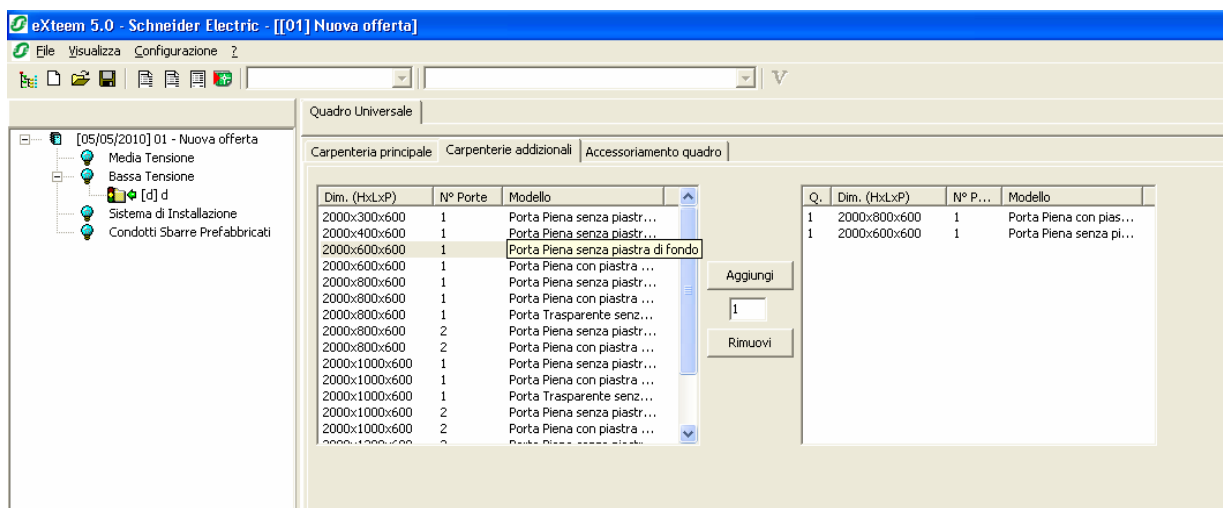 eXteem 5.0 - Schneider Electric - [[01] Nuova offerta]
File Visualizza Configurazione ?
V
Quadro Universale
[05/05/2010] 01 - Nuova offerta
Media Tensione
Bassa Tensione
[d] d
Sistema di Installazione
Condotti Sbarre Prefabbricati
Carpenteria principale Carpenterie addizionali Accessoriamento quadro
Dim. (HxLxP) N° Porte Modello
2000x300x600 1 Porta Piena senza piastr...
2000x400x600 1 Porta Piena senza piastr...
2000x600x600 1 Porta Piena senza piastra di fondo
2000x600x600 1 Porta Piena con piastra ...
2000x800x600 1 Porta Piena senza piastr...
2000x800x600 1 Porta Piena con piastra ...
2000x800x600 1 Porta Trasparente senz...
2000x800x600 2 Porta Piena senza piastr...
2000x800x600 2 Porta Piena con piastra ...
2000x1000x600 1 Porta Piena senza piastr...
2000x1000x600 1 Porta Piena con piastra ...
2000x1000x600 1 Porta Trasparente senz...
2000x1000x600 2 Porta Piena senza piastr...
2000x1000x600 2 Porta Piena con piastra ...
Aggiungi
1
Rimuovi
Q. Dim. (HxLxP) N° P... Modello
1 2000x800x600 1 Porta Piena con pias...
1 2000x600x600 1 Porta Piena senza pi...